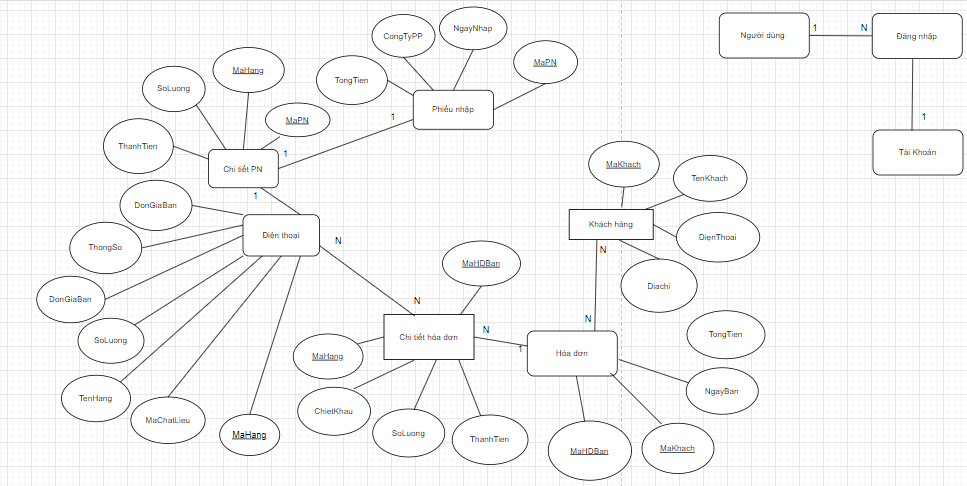 CongTyPP
NgayNhap
MaPN
TongTien
Phiếu nhập
1
MaHang
SoLuong
MaPN
ThanhTien
Chi tiết PN
1
1
DonGiaBan
ThongSo
DonGiaBan
SoLuong
TenHang
MaChatLieu
MaHang
Điện thoại
N
N
MaHDBan
Chi tiết hóa đơn
N
1
MaHang
ChietKhau
SoLuong
ThanhTien
Hóa đơn
N
N
MaKhach
TenKhach
Khách hàng
DienThoai
Diachi
TongTien
NgayBan
MaHDBan
MaKhach
Người dùng
1
N
Đăng nhập
1
Tài Khoản